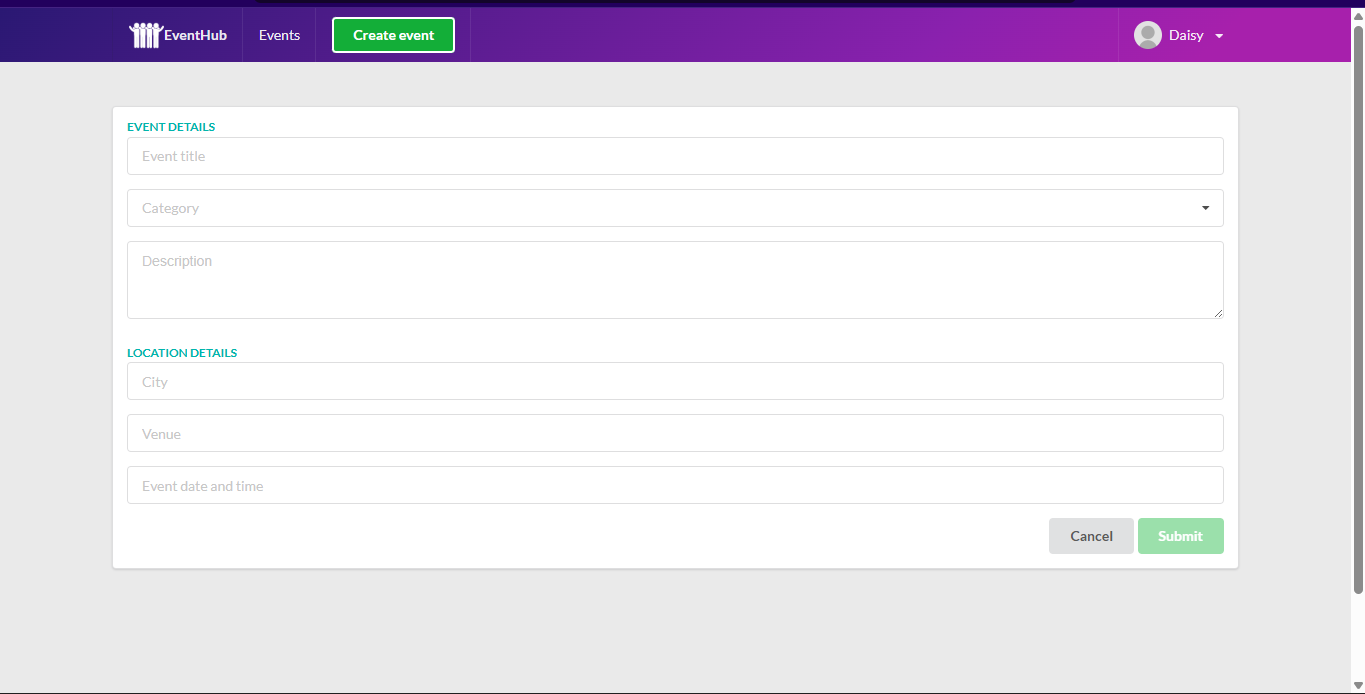 EventHub Events Create event Daisy
EVENT DETAILS
Event title
Category
Description
LOCATION DETAILS
City
Venue
Event date and time
Cancel Submit